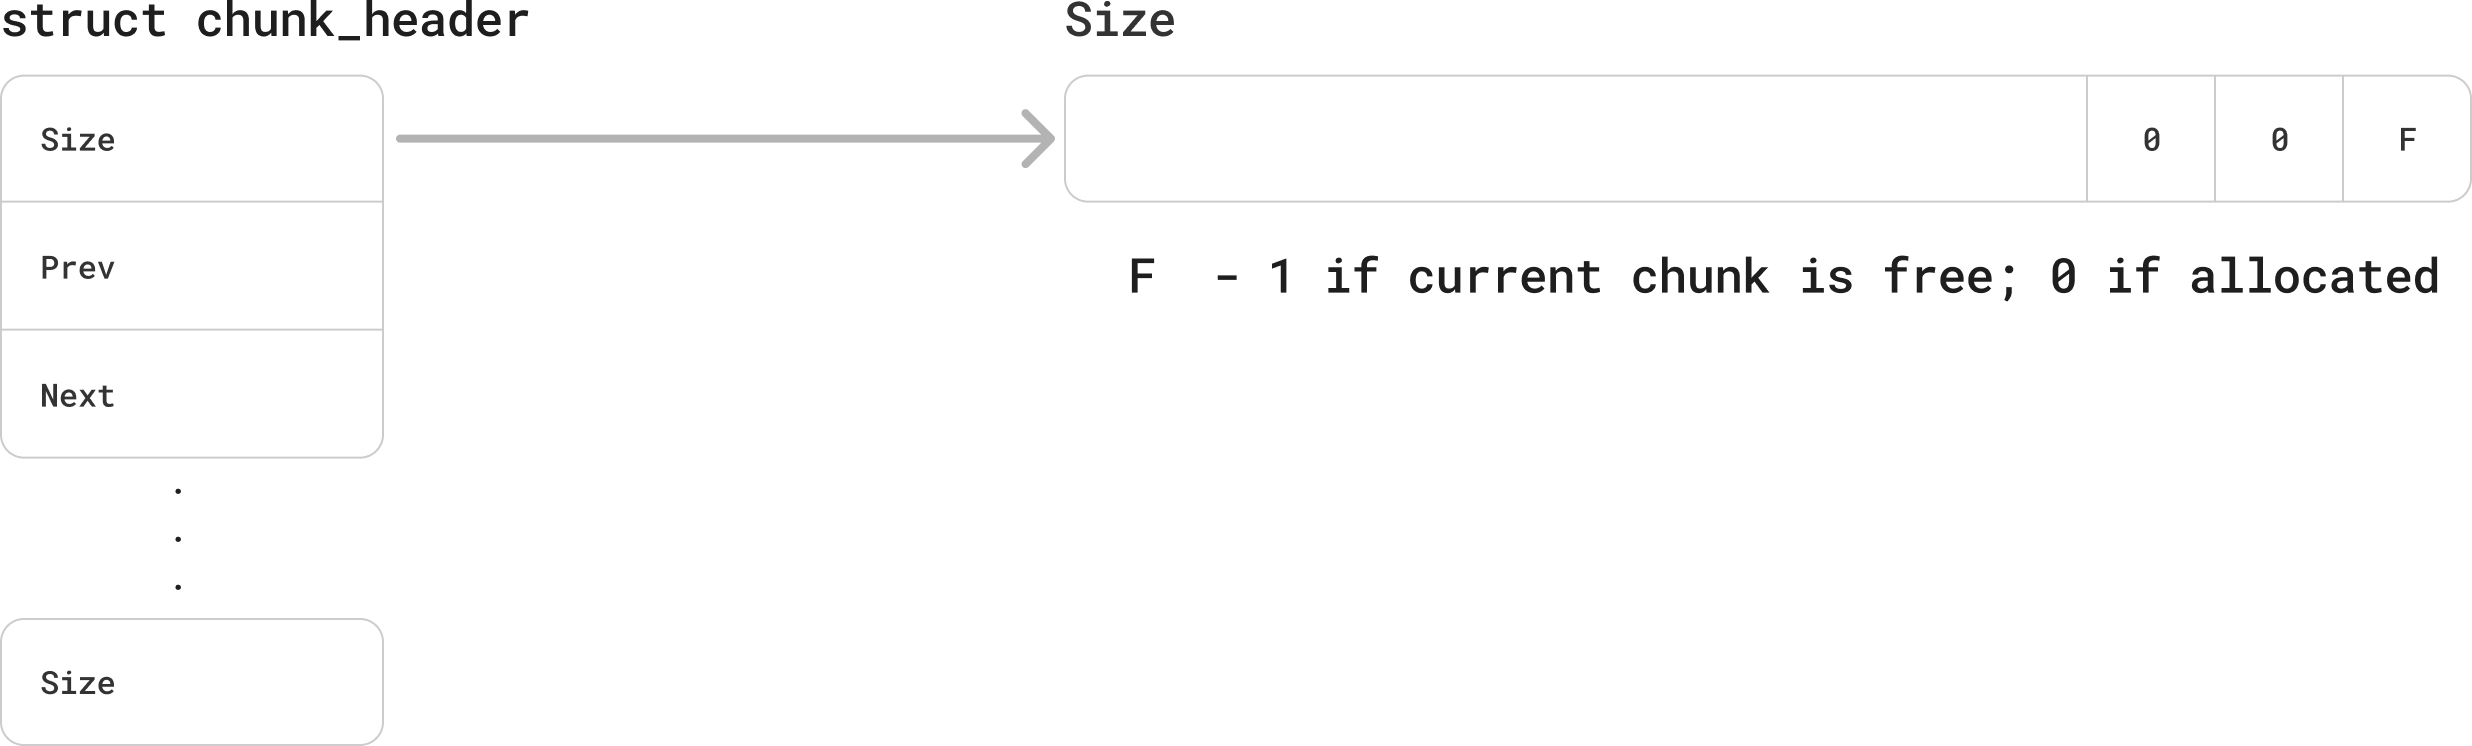 struct chunk_header
Size
Prev
Next
.
.
.
Size
Size
0 0 F
F - 1 if current chunk is free; 0 if allocated